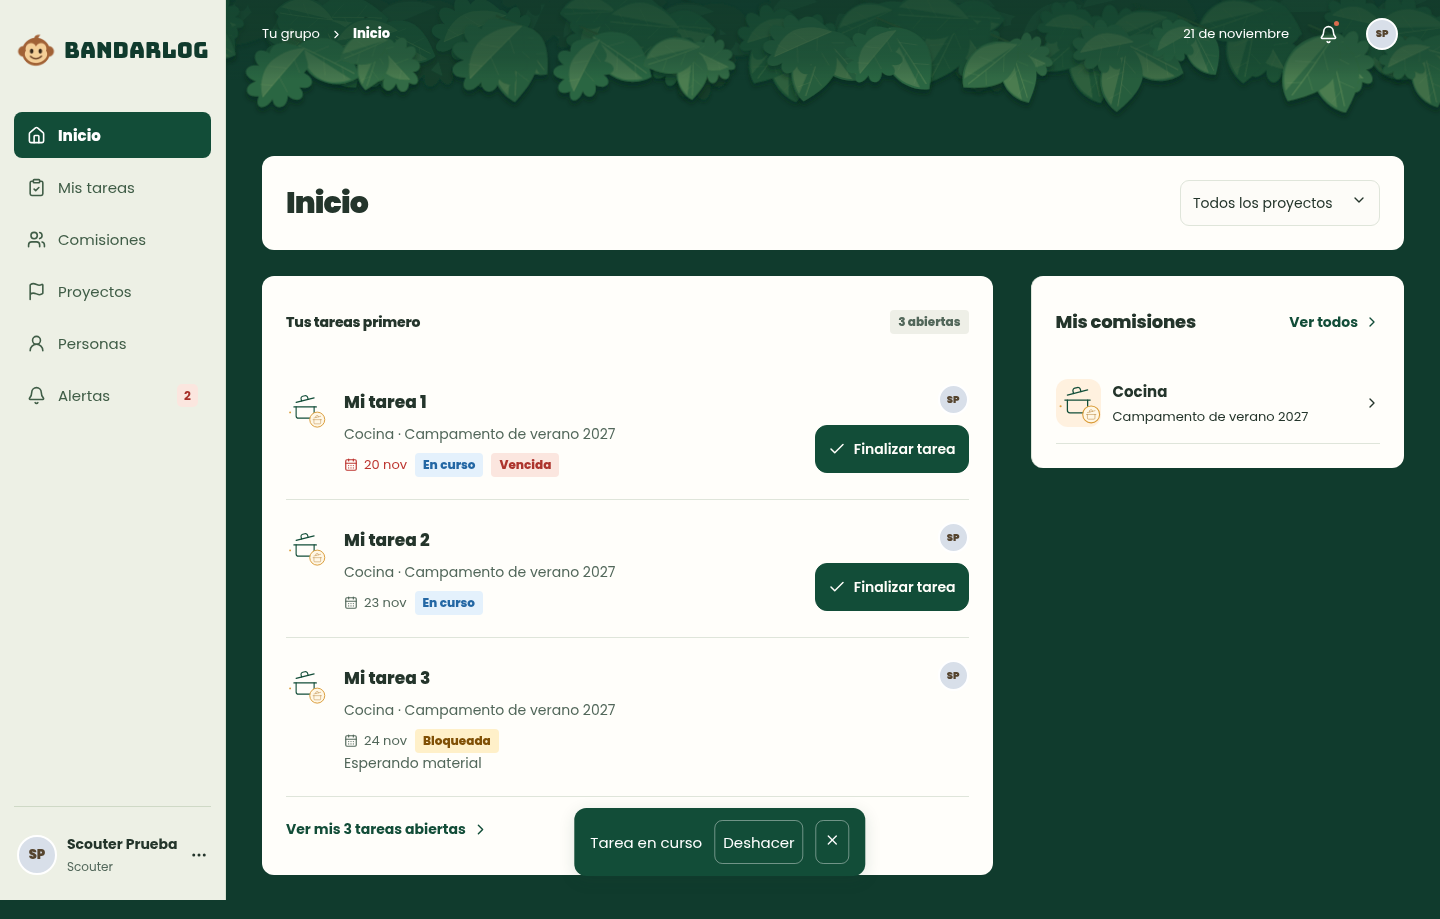 BANDARLOG
Inicio
Mis tareas
Comisiones
Proyectos
Personas
Alertas 2
SP Scouter Prueba
Scouter
Tu grupo Inicio
21 de noviembre SP
Inicio
Todos los proyectos
Tus tareas primero
3 abiertas
Mi tarea 1
SP
Cocina · Campamento de verano 2027
20 nov En curso Vencida
Finalizar tarea
Mi tarea 2
SP
Cocina · Campamento de verano 2027
23 nov En curso
Finalizar tarea
Mi tarea 3
SP
Cocina · Campamento de verano 2027
24 nov Bloqueada
Esperando material
Ver mis 3 tareas abiertas
Mis comisiones
Ver todos
Cocina
Campamento de verano 2027
Tarea en curso Deshacer